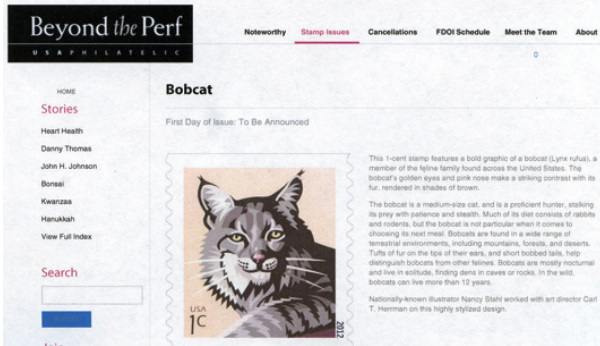 Beyond the Perf
USAPHILATELIC
Noteworthy
Stamp Issues
Cancellations
FDOI Schedule
Meet the Team
About
0
HOME
Stories
Heart Health
Danny Thomas
John H. Johnson
Bonsai
Kwanzaa
Hanukkah
View Full Index
Search
Bobcat
First Day of Issue: To Be Announced
USA
1C
2012
This 1-cent stamp features a bold graphic of a bobcat (Lynx rufus), a
member of the feline family found across the United States. The
bobcat's golden eyes and pink nose make a striking contrast with its
fur, rendered in shades of brown.
The bobcat is a medium-size cat, and is a proficient hunter, stalking
its prey with patience and stealth. Much of its diet consists of rabbits
and rodents, but the bobcat is not particular when it comes to
choosing its next meal. Bobcats are found in a wide range of
terrestrial environments, including mountains, forests, and deserts.
Tufts of fur on the tips of their ears, and short bobbed tails, help
distinguish bobcats from other felines. Bobcats are mostly nocturnal
and live in solitude, finding dens in caves or rocks. In the wild,
bobcats can live more than 12 years.
Nationally-known illustrator Nancy Stahl worked with art director Carl
T. Herrman on this highly stylized design.